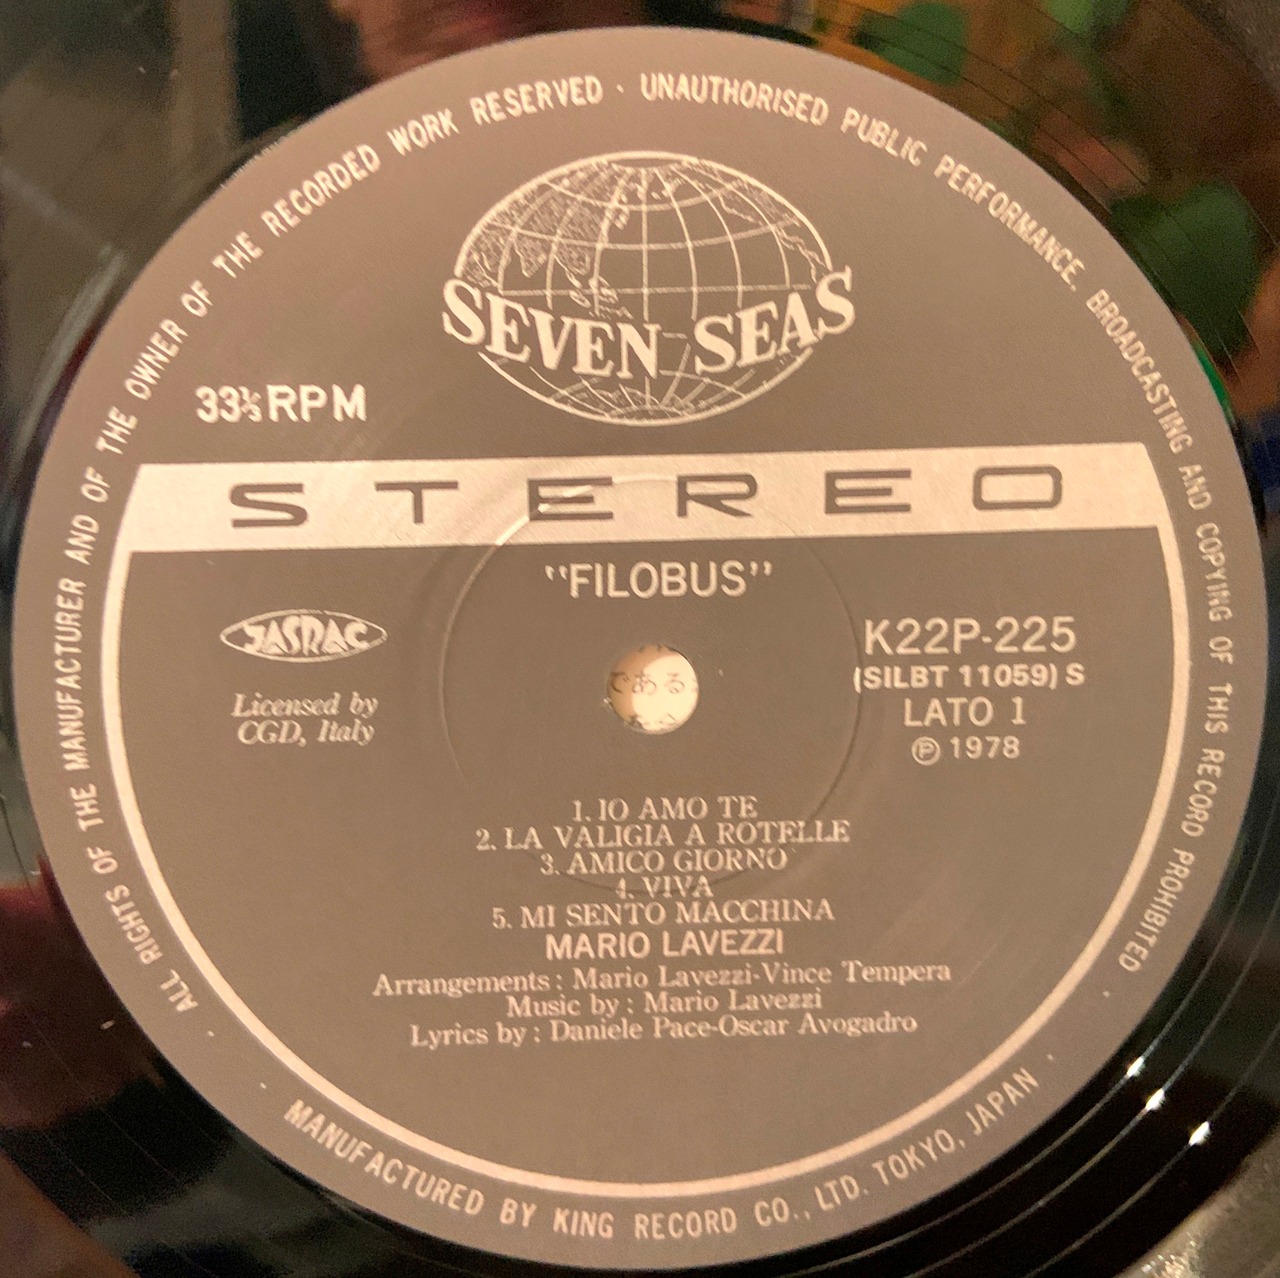 ALL RIGHTS OF THE MANUFACTURER AND OF THE OWNER OF THE RECORDED WORK RESERVED · UNAUTHORISED PUBLIC PERFORMANCE, BROADCASTING AND COPYING OF THIS RECORD PROHIBITED
SEVEN SEAS
33⅓ RPM
STEREO
"FILOBUS"
JASRAC
Licensed by
CGD, Italy
K22P-225
(SILBT 11059) S
LATO 1
Ⓟ 1978
である
1. IO AMO TE
2. LA VALIGIA A ROTELLE
3. AMICO GIORNO
4. VIVA
5. MI SENTO MACCHINA
MARIO LAVEZZI
Arrangements : Mario Lavezzi-Vince Tempera
Music by : Mario Lavezzi
Lyrics by : Daniele Pace-Oscar Avogadro
· MANUFACTURED BY KING RECORD CO., LTD. TOKYO, JAPAN ·